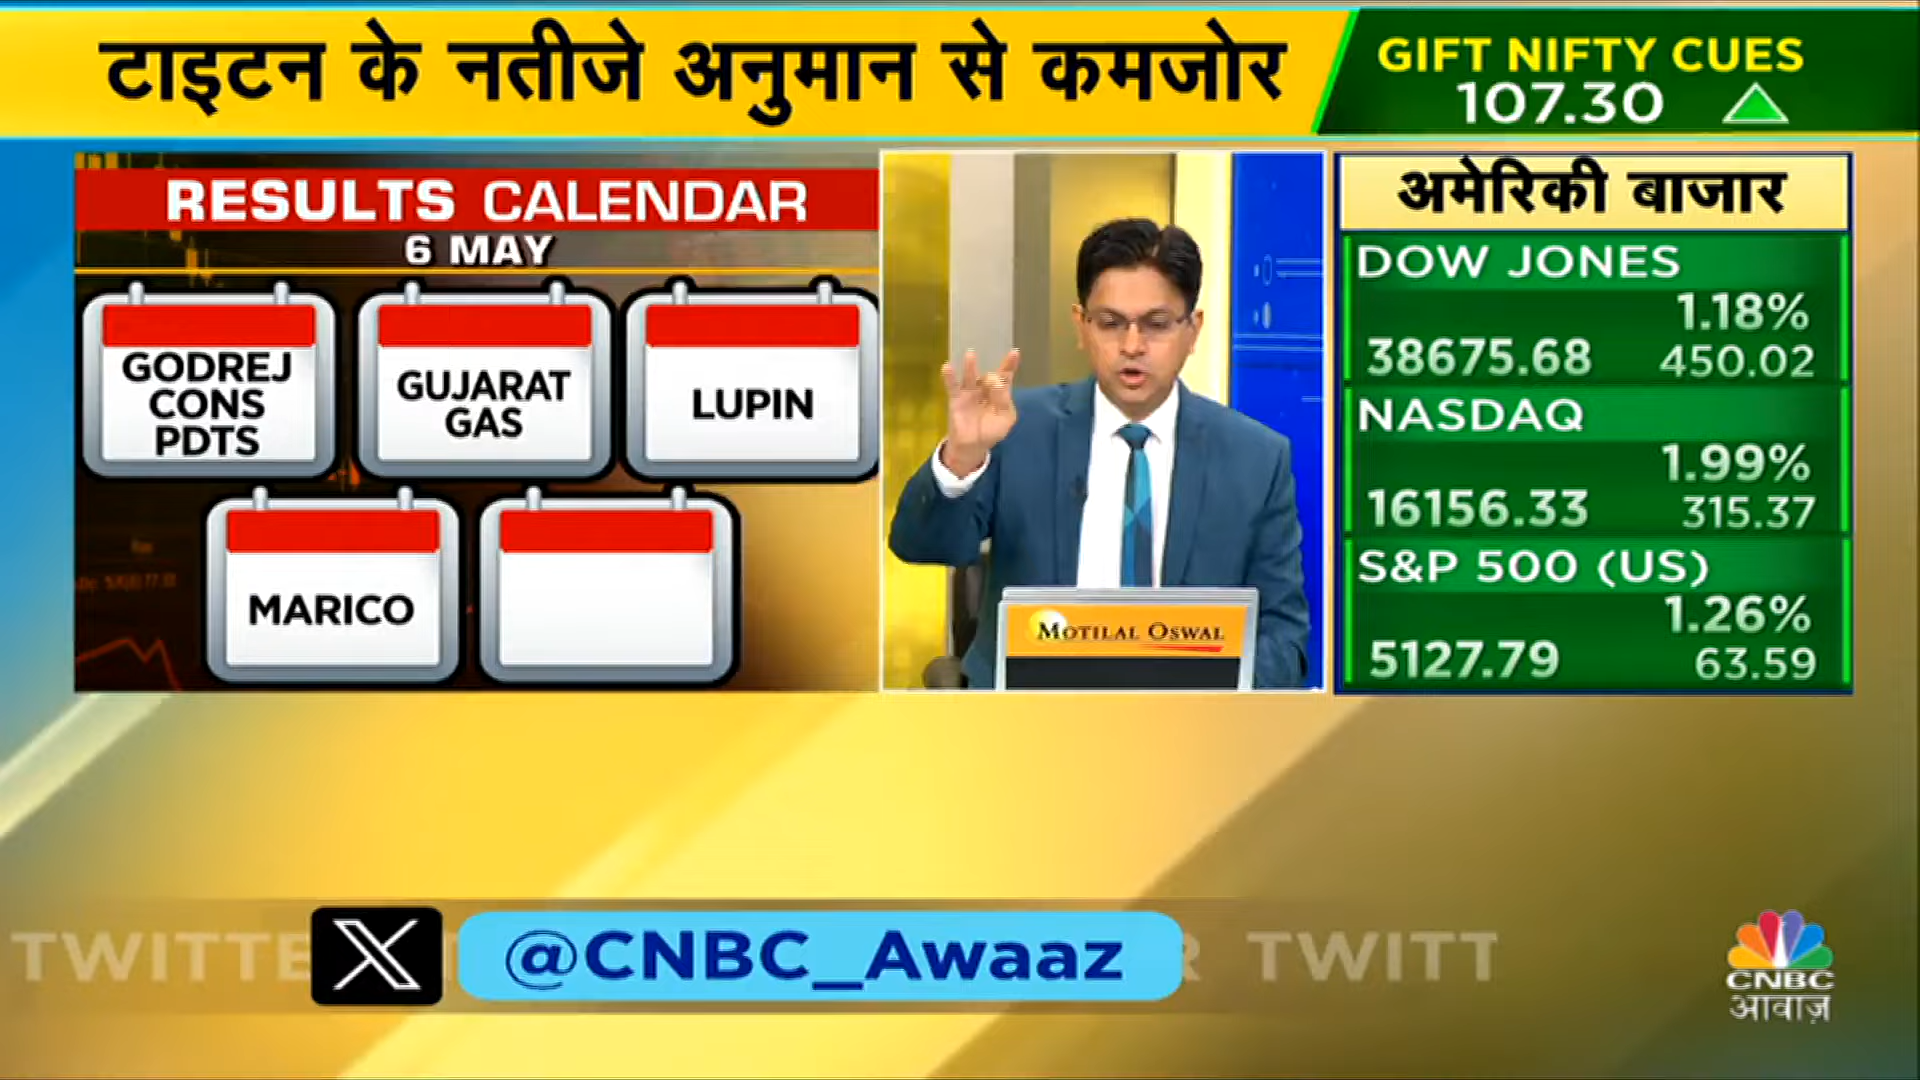 टाइटन के नतीजे अनुमान से कमजोर
GIFT NIFTY CUES
107.30
RESULTS CALENDAR
6 MAY
GODREJ
CONS
PDTS
GUJARAT
GAS
LUPIN
MARICO
MOTILAL OSWAL
अमेरिकी बाजार
DOW JONES
1.18%
38675.68 450.02
NASDAQ
1.99%
16156.33 315.37
S&P 500 (US)
1.26%
5127.79 63.59
TWITTE
@CNBC_Awaaz
R TWITT
CNBC
आवाज़